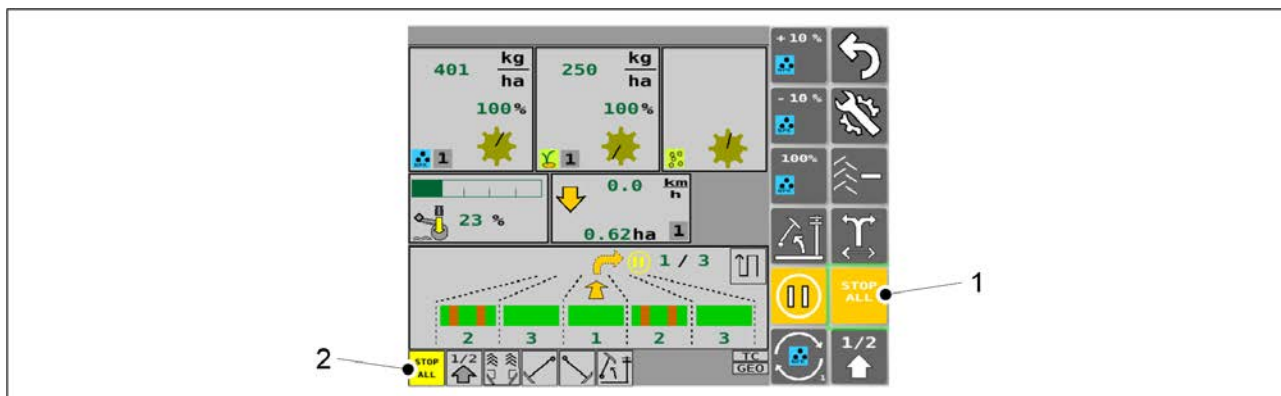 401 kg/ha
100%
1
250 kg/ha
100%
1
23 %
0.0 km/h
0.62ha 1
1 / 3
2 3 1 2 3
STOP ALL
1/2
TC
GEO
+10 %
-10 %
100%
STOP ALL
1/2
1
1
2